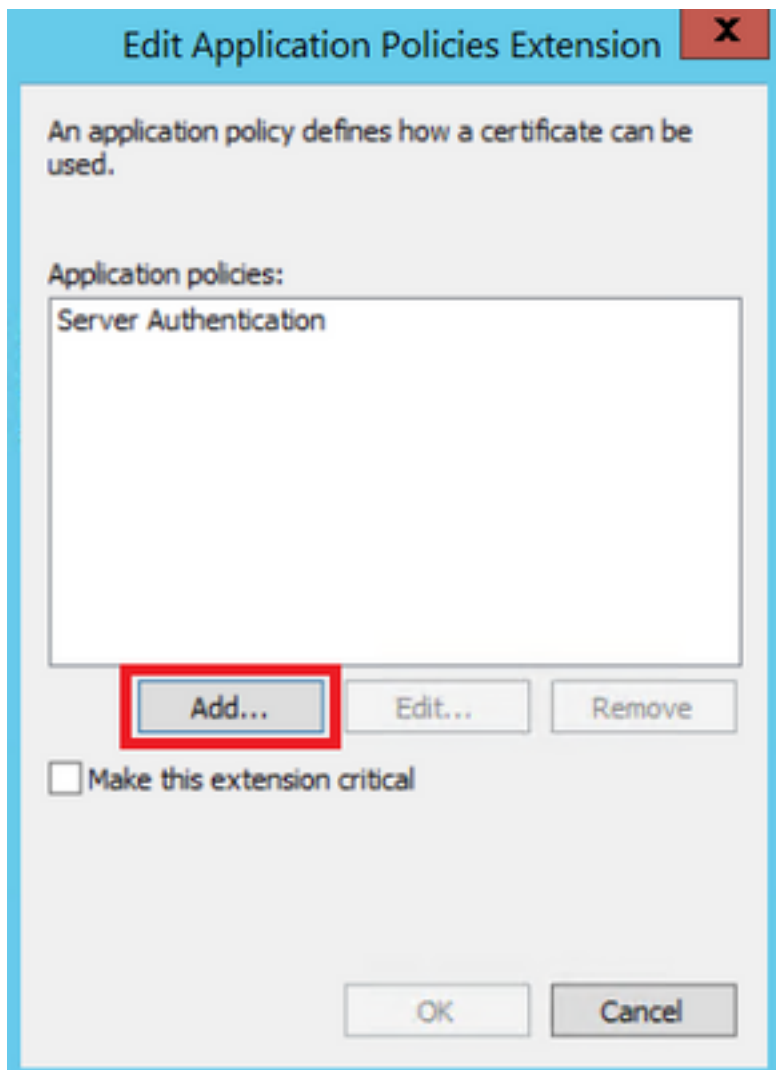 Edit Application Policies Extension
x
An application policy defines how a certificate can be
used.
Application policies:
Server Authentication
Add...
Edit...
Remove
Make this extension critical
OK
Cancel